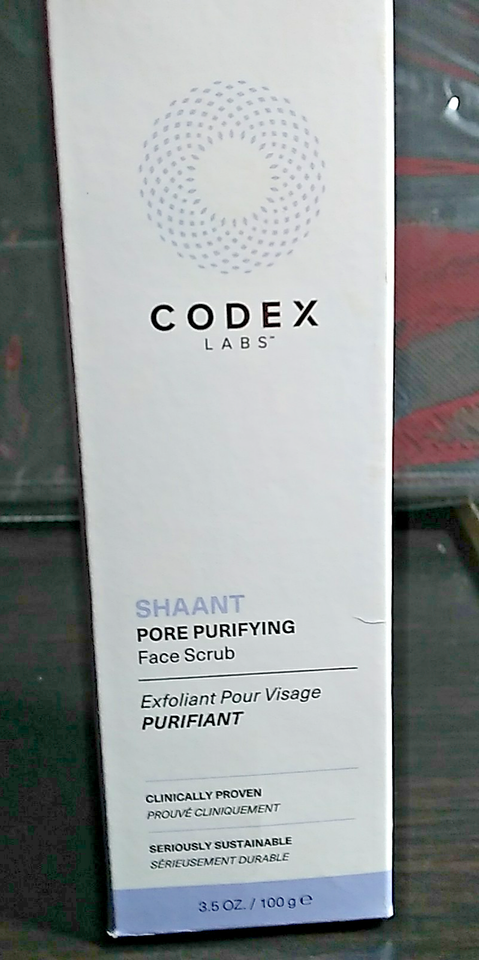 CODEX
LABS™
SHAANT
PORE PURIFYING
Face Scrub
Exfoliant Pour Visage
PURIFIANT
CLINICALLY PROVEN
PROUVÉ CLINIQUEMENT
SERIOUSLY SUSTAINABLE
SÉRIEUSEMENT DURABLE
3.5 OZ. / 100 g ℮